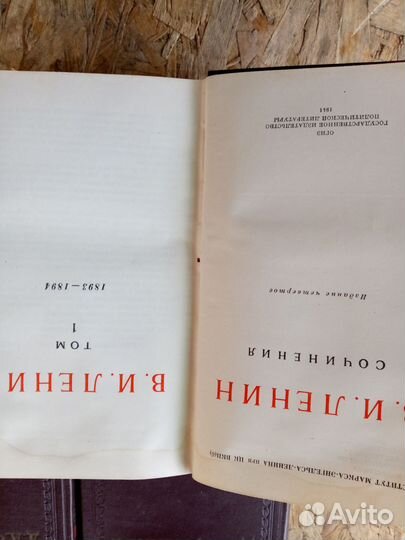 СТИТУТ МАРКСА-ЭНГЕЛЬСА-ЛЕНИНА ПРИ ЦК ВКП(б)
В. И. ЛЕНИН
СОЧИНЕНИЯ
Издание четвертое
ОГИЗ
ГОСУДАРСТВЕННОЕ ИЗДАТЕЛЬСТВО
ПОЛИТИЧЕСКОЙ ЛИТЕРАТУРЫ
1941
В. И. ЛЕНИ
ТОМ
1
1893—1894
Avito